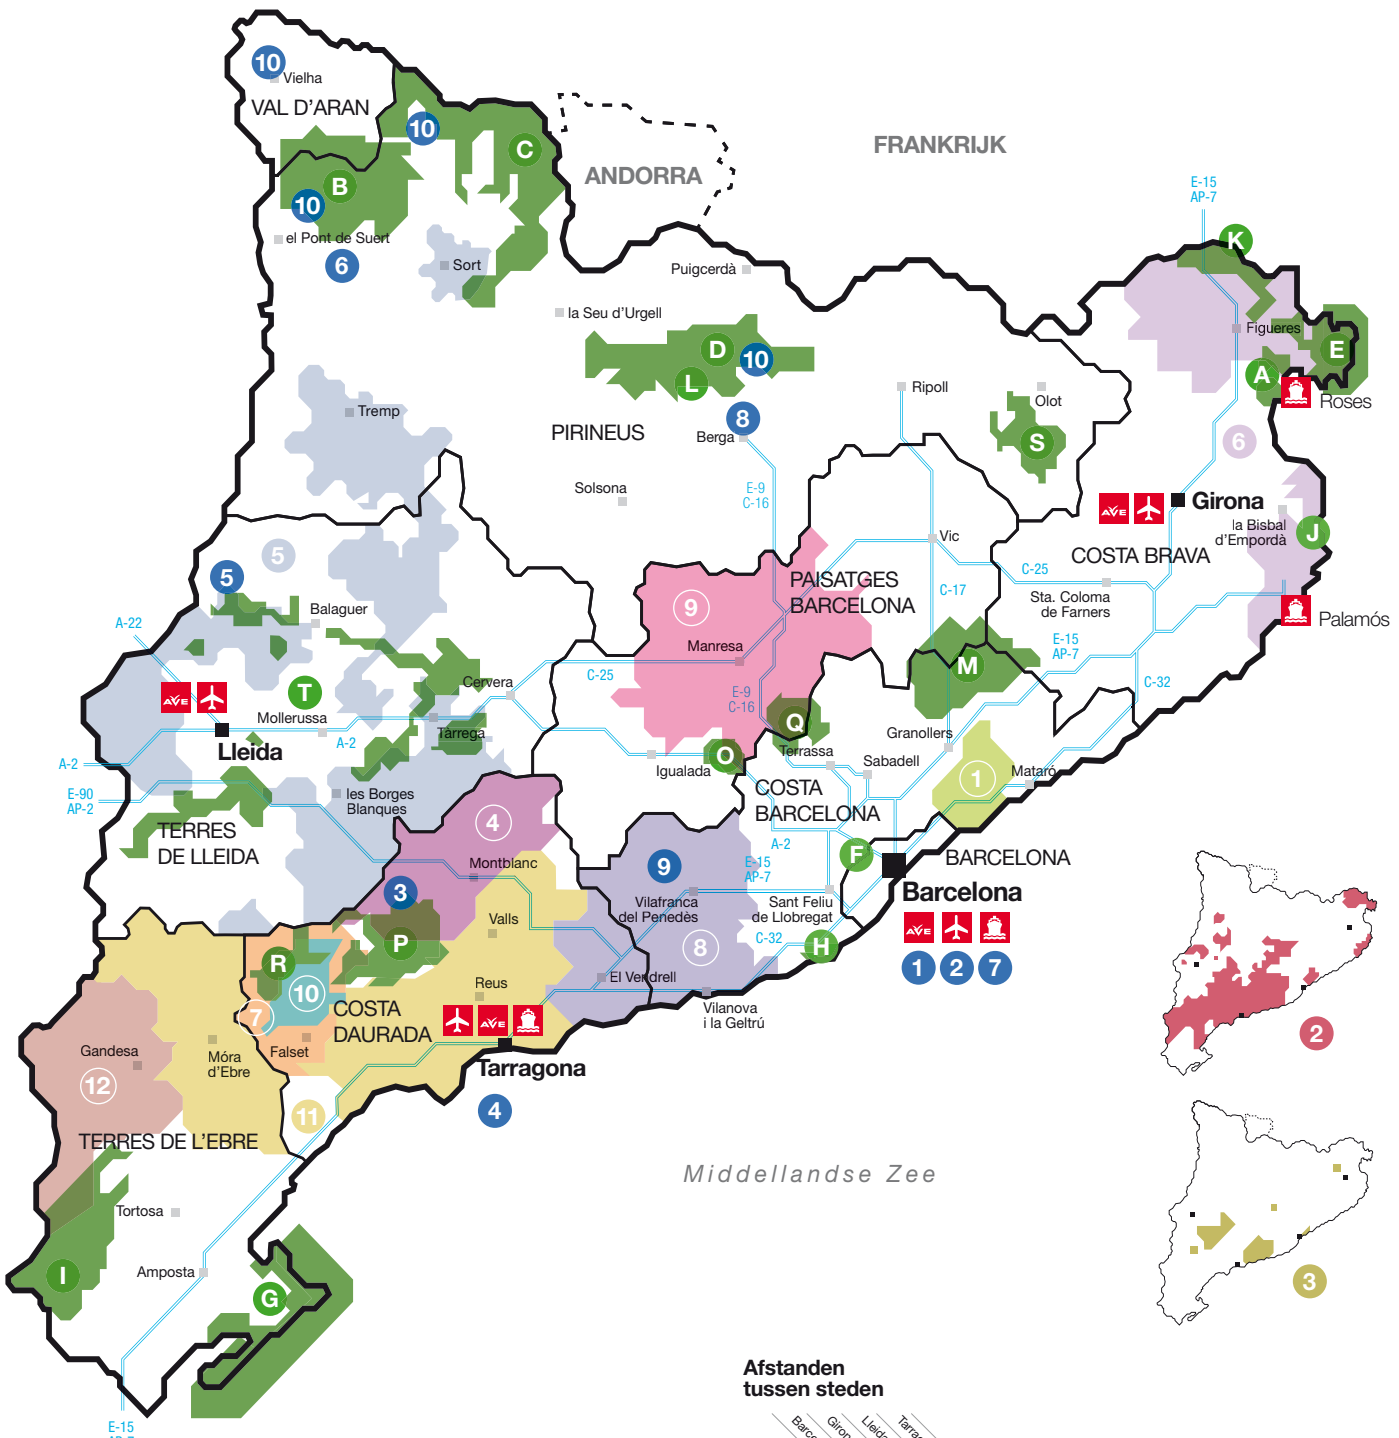 10
Vielha
VAL D'ARAN
10
C
FRANKRIJK
ANDORRA
B
10
E-15
AP-7
el Pont de Suert
6
Sort
K
Puigcerdà
la Seu d'Urgell
Figueres
D
10
E
L
A
Ripoll
Olot
Roses
Tremp
8
PIRINEUS
Berga
S
6
Solsona
E-9
C-16
AVE
Girona
la Bisbal
d'Empordà
J
Vic
COSTA BRAVA
5
5
PAISATGES
BARCELONA
C-25
C-17
Sta. Coloma
de Farners
9
Balaguer
A-22
Palamós
E-15
AP-7
Manresa
M
C-25
C-32
Cervera
AVE
T
E-9
C-16
Mollerussa
Q
Tàrrega
Granollers
Lleida
A-2
Terrassa
O
Igualada
Sabadell
A-2
1
Mataró
COSTA
BARCELONA
E-90
AP-2
les Borges
Blanques
4
TERRES
DE LLEIDA
A-2
F
BARCELONA
Montblanc
9
E-15
AP-7
Barcelona
3
Vilafranca
del Penedès
Sant Feliu
de Llobregat
Valls
AVE
P
8
C-32
H
R
1
2
7
El Vendrell
10
Reus
7
COSTA
DAURADA
Vilanova
i la Geltrú
AVE
2
Gandesa
Falset
Móra
d'Ebre
Tarragona
12
11
4
TERRES DE L'EBRE
Middellandse Zee
Tortosa
Amposta
I
G
3
Afstanden
tussen steden
E-15